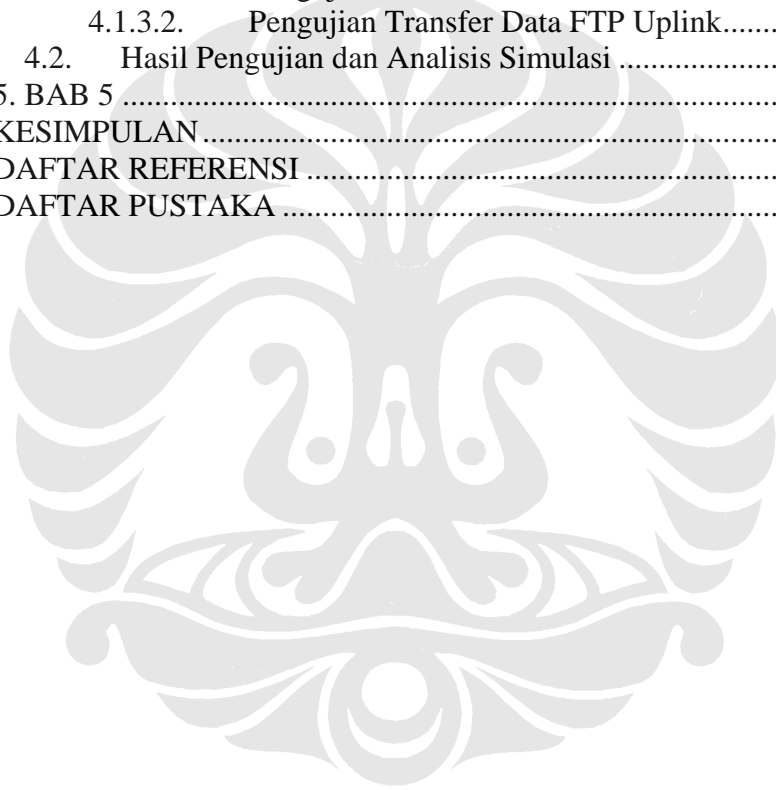 4.1.3.2. Pengujian Transfer Data FTP Uplink.......
4.2. Hasil Pengujian dan Analisis Simulasi ....................
5. BAB 5 ....................................................................................
KESIMPULAN.........................................................................
DAFTAR REFERENSI ............................................................
DAFTAR PUSTAKA ...............................................................